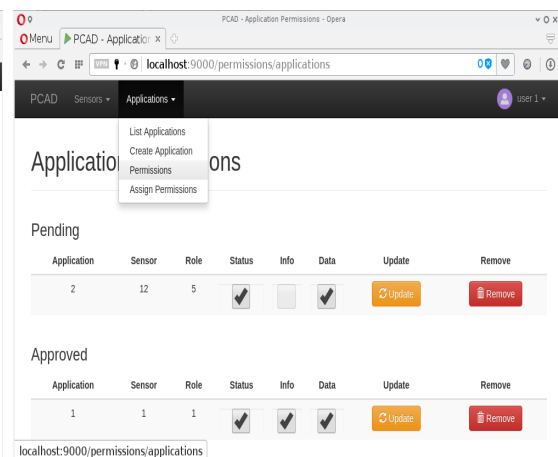 PCAD - Application Permissions - Opera
Menu PCAD - Application
VPN localhost:9000/permissions/applications 0
PCAD Sensors Applications user 1
List Applications
Create Application
Permissions
Assign Permissions
Applicatio ons
Pending
Application Sensor Role Status Info Data Update Remove
2 12 5 Update Remove
Approved
Application Sensor Role Status Info Data Update Remove
1 1 1 Update Remove
localhost:9000/permissions/applications